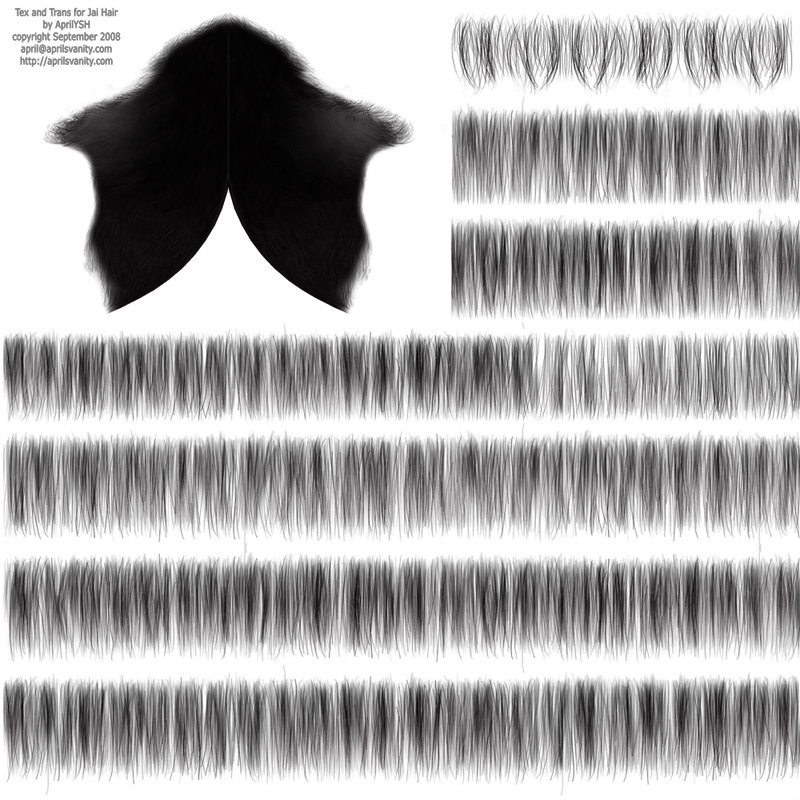 Tex and Trans for Jai Hair
by AprilYSH
copyright September 2008
april@aprilsvanity.com
http://aprilsvanity.com